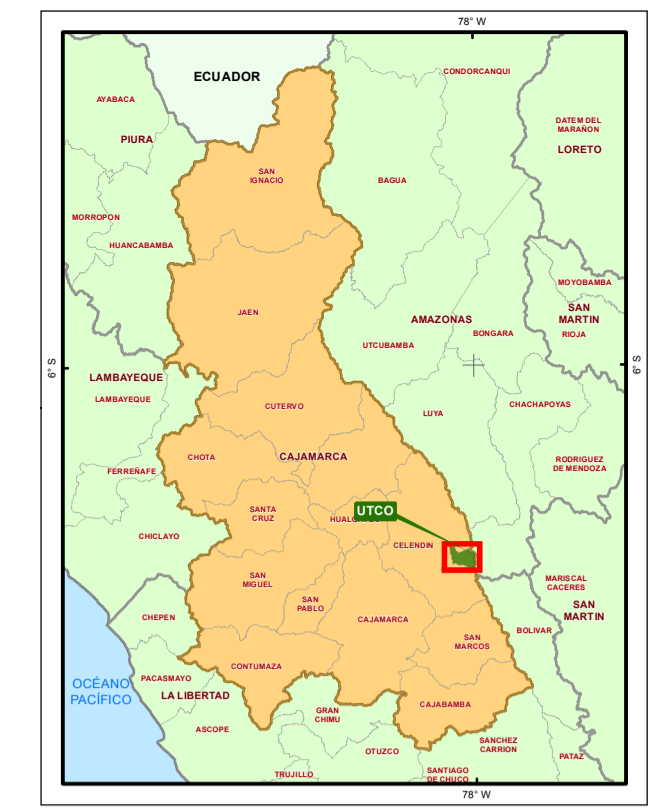 78° W
ECUADOR
CONDORCANQUI
AYABACA
DATEM DEL
MARAÑON
PIURA
LORETO
SAN
IGNACIO
BAGUA
MORROPON
HUANCABAMBA
MOYOBAMBA
SAN
MARTIN
JAEN
AMAZONAS
BONGARA
RIOJA
UTCUBAMBA
6° S
6° S
LAMBAYEQUE
LAMBAYEQUE
CUTERVO
LUYA
CHACHAPOYAS
CHOTA
CAJAMARCA
FERREÑAFE
RODRIGUEZ
DE MENDOZA
SANTA
CRUZ
UTCO
CHICLAYO
CELENDIN
SAN
MIGUEL
MARISCAL
CACERES
SAN
PABLO
SAN
MARTIN
CHEPEN
CAJAMARCA
BOLIVAR
SAN
MARCOS
CONTUMAZA
OCÉANO
PACÍFICO
PACASMAYO
LA LIBERTAD
CAJABAMBA
GRAN
CHIMU
ASCOPE
OTUZCO
SANCHEZ
CARRION
PATAZ
TRUJILLO
SANTIAGO
DE CHUCO
78° W